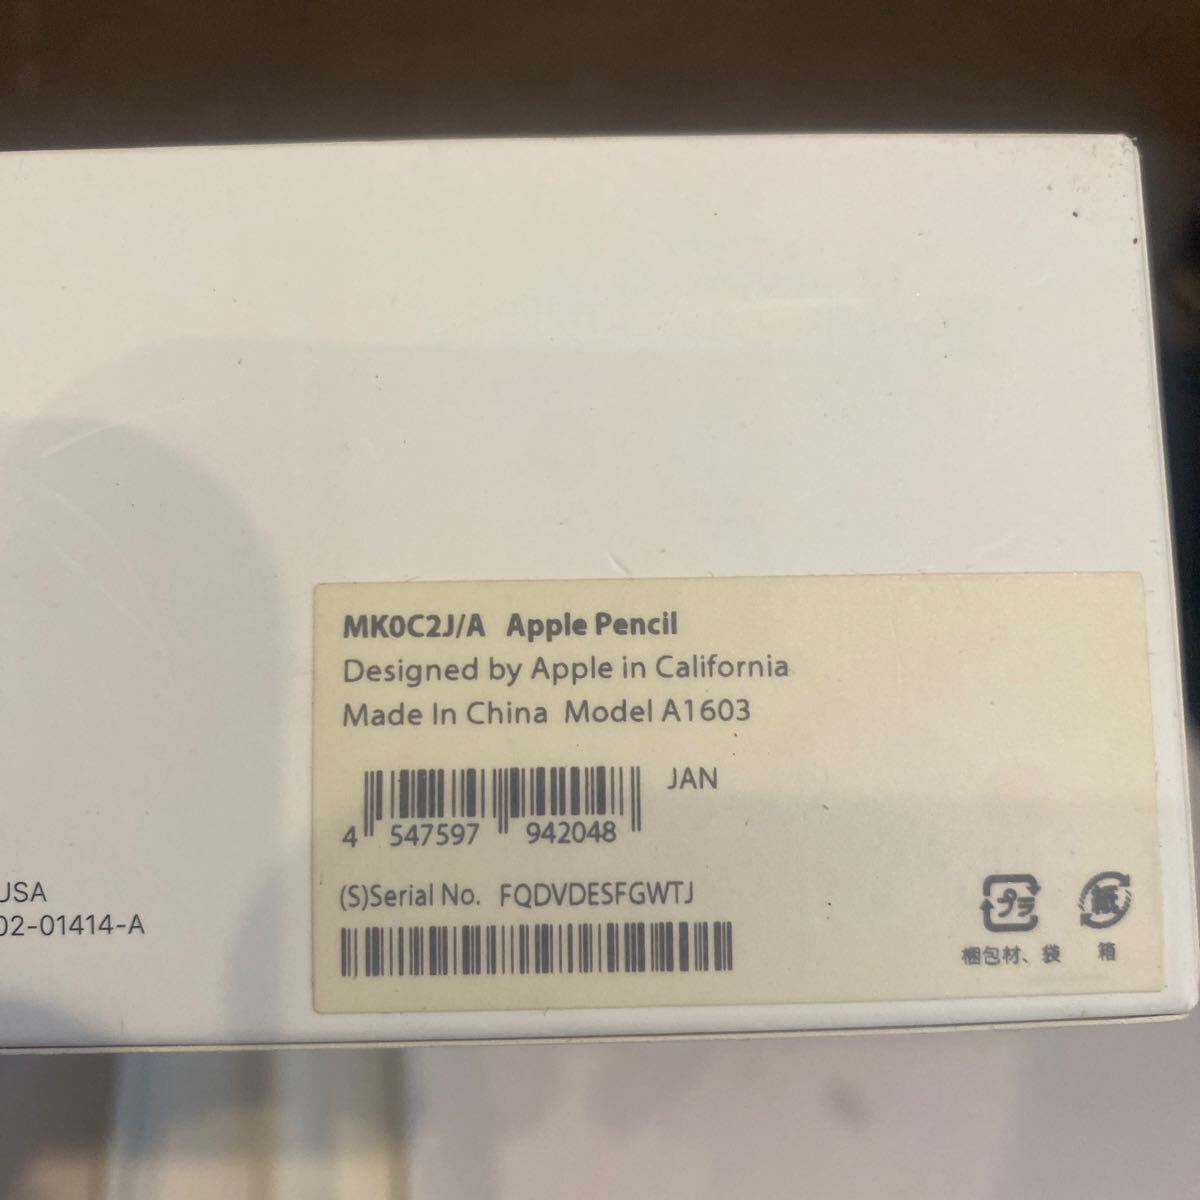 MK0C2J/A Apple Pencil
Designed by Apple in California
Made In China Model A1603
JAN
4 547597 942048
(S)Serial No. FQDVDESFGWTJ
USA
02-01414-A
プラ
紙
梱包材、袋
箱